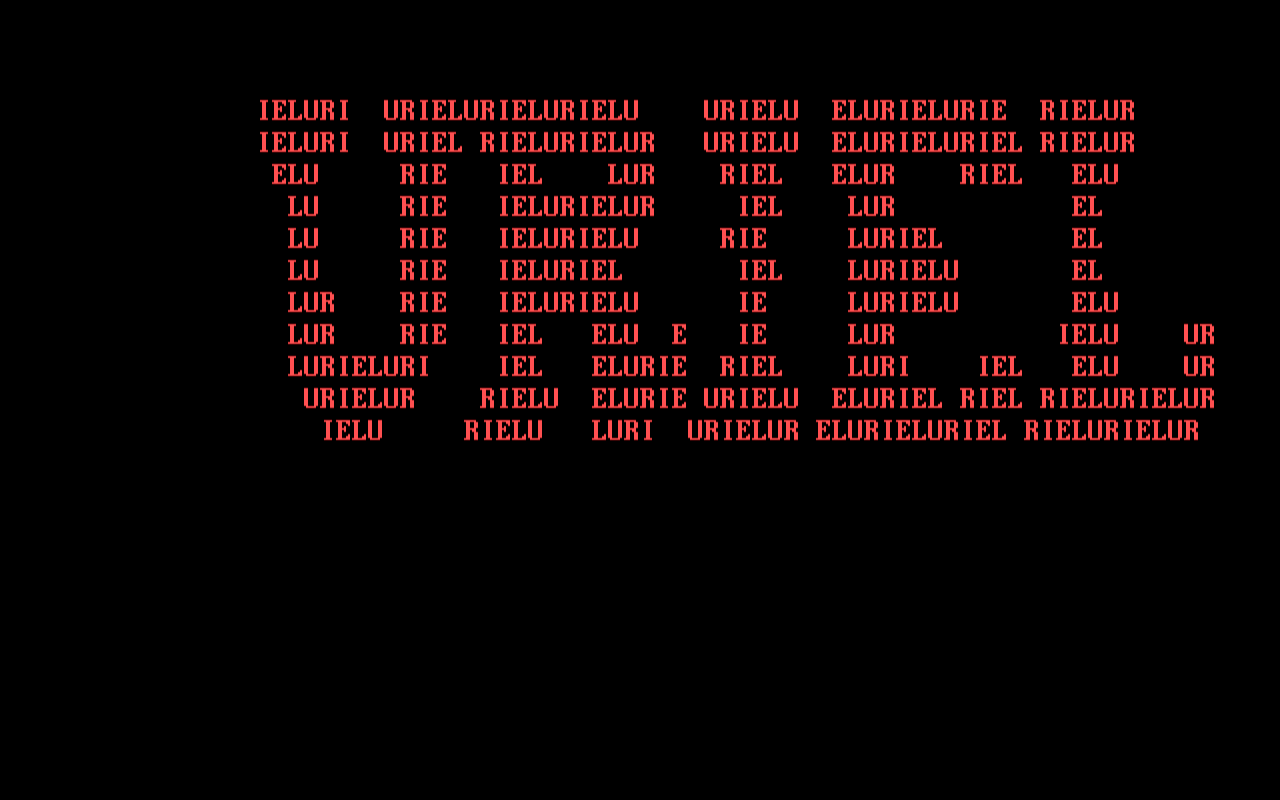 IELURI  URIELURIELURIELU    URIELU  ELURIELURIE  RIELUR
IELURI  URIEL RIELURIELUR   URIELU  ELURIELURIEL RIELUR
 ELU     RIE   IEL    LUR    RIEL   ELUR    RIEL   ELU
  LU     RIE   IELURIELUR     IEL    LUR           EL
  LU     RIE   IELURIELU     RIE     LURIEL        EL
  LU     RIE   IELURIEL       IEL    LURIELU       EL
  LUR    RIE   IELURIELU      IE     LURIELU       ELU
  LUR    RIE   IEL   ELU  E   IE     LUR          IELU    UR
  LURIELURI    IEL   ELURIE  RIEL    LURI    IEL   ELU    UR
   URIELUR    RIELU  ELURIE URIELU  ELURIEL RIEL RIELURIELUR
    IELU     RIELU   LURI  URIELUR ELURIELURIEL RIELURIELUR